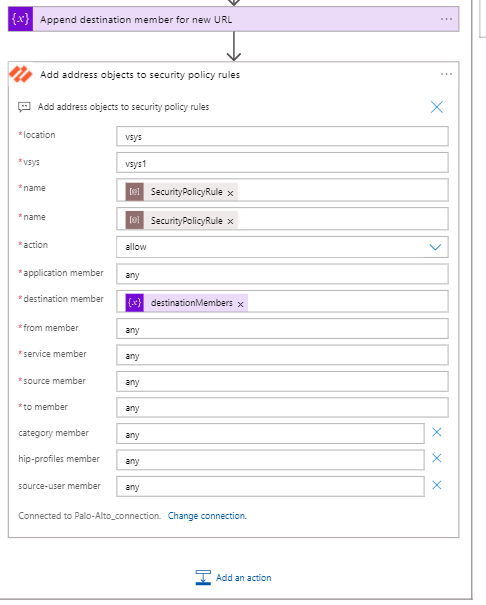 {x} Append destination member for new URL ...
Add address objects to security policy rules ...
Add address objects to security policy rules
*location vsys
*vsys vsys1
*name [@] SecurityPolicyRule x
*name [@] SecurityPolicyRule x
*action allow
*application member any
*destination member {x} destinationMembers x
*from member any
*service member any
*source member any
*to member any
category member any
hip-profiles member any
source-user member any
Connected to Palo-Alto_connection. Change connection.
Add an action